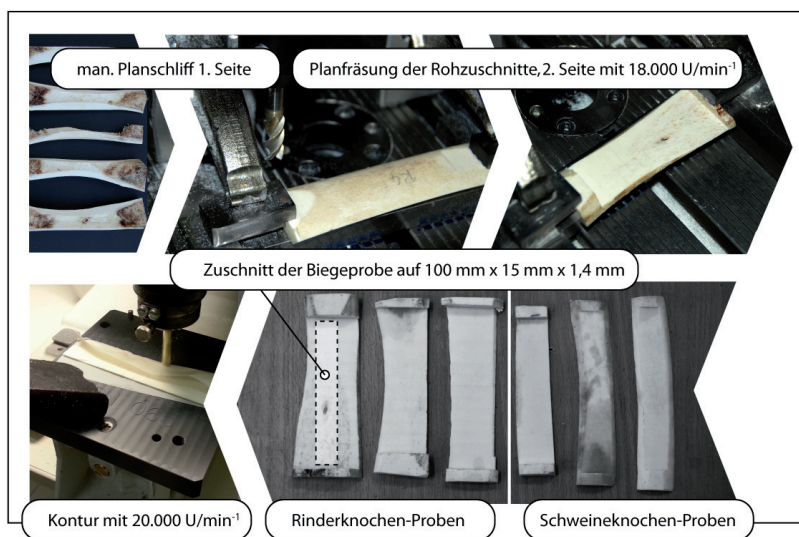 man. Planschliff 1. Seite
Planfräsung der Rohzuschnitte, 2. Seite mit 18.000 U/min⁻¹
Zuschnitt der Biegeprobe auf 100 mm x 15 mm x 1,4 mm
Kontur mit 20.000 U/min⁻¹
Rinderknochen-Proben
Schweineknochen-Proben